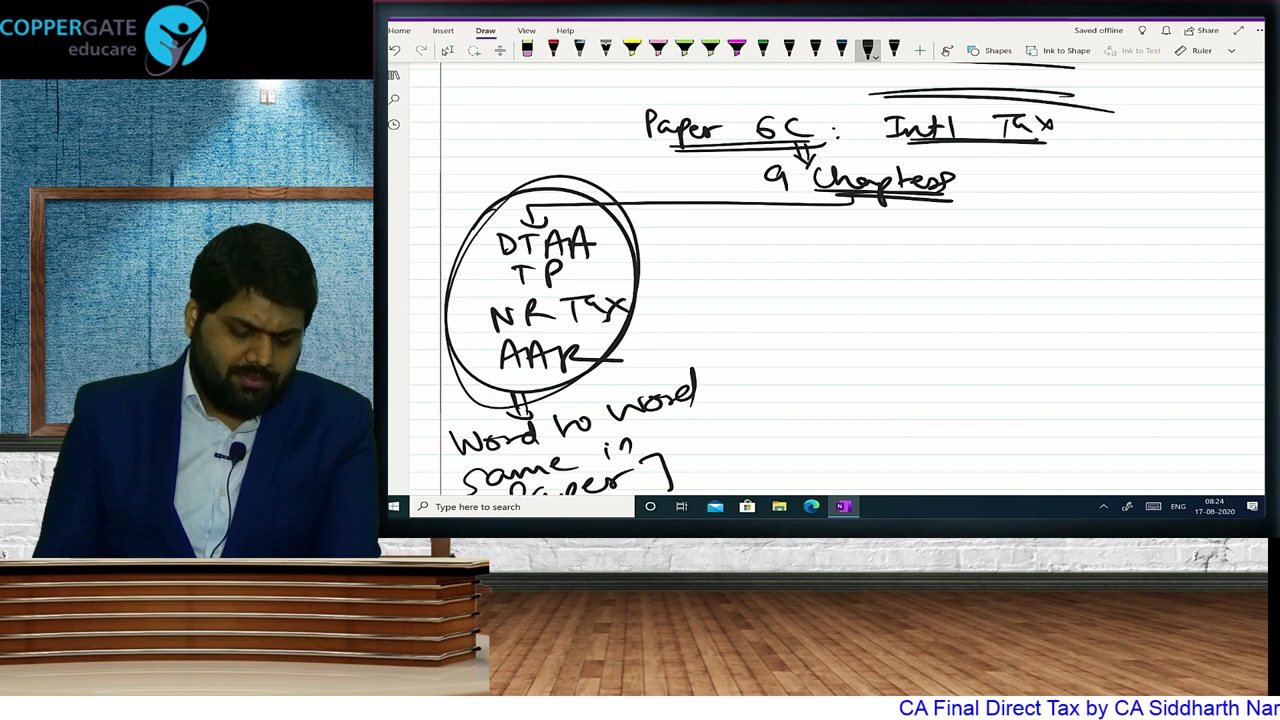 COPPERGATE
educare
Home Insert Draw View Help
Saved offline Share
Shapes Ink to Shape Ink to Text Ruler
Paper 6C : Intl Tax
9 Chapters
DTAA
TP
NR Tax
AAR
Word to word
same in
Paper 7
Type here to search
ENG
08:24
17-08-2020
CA Final Direct Tax by CA Siddharth Nar